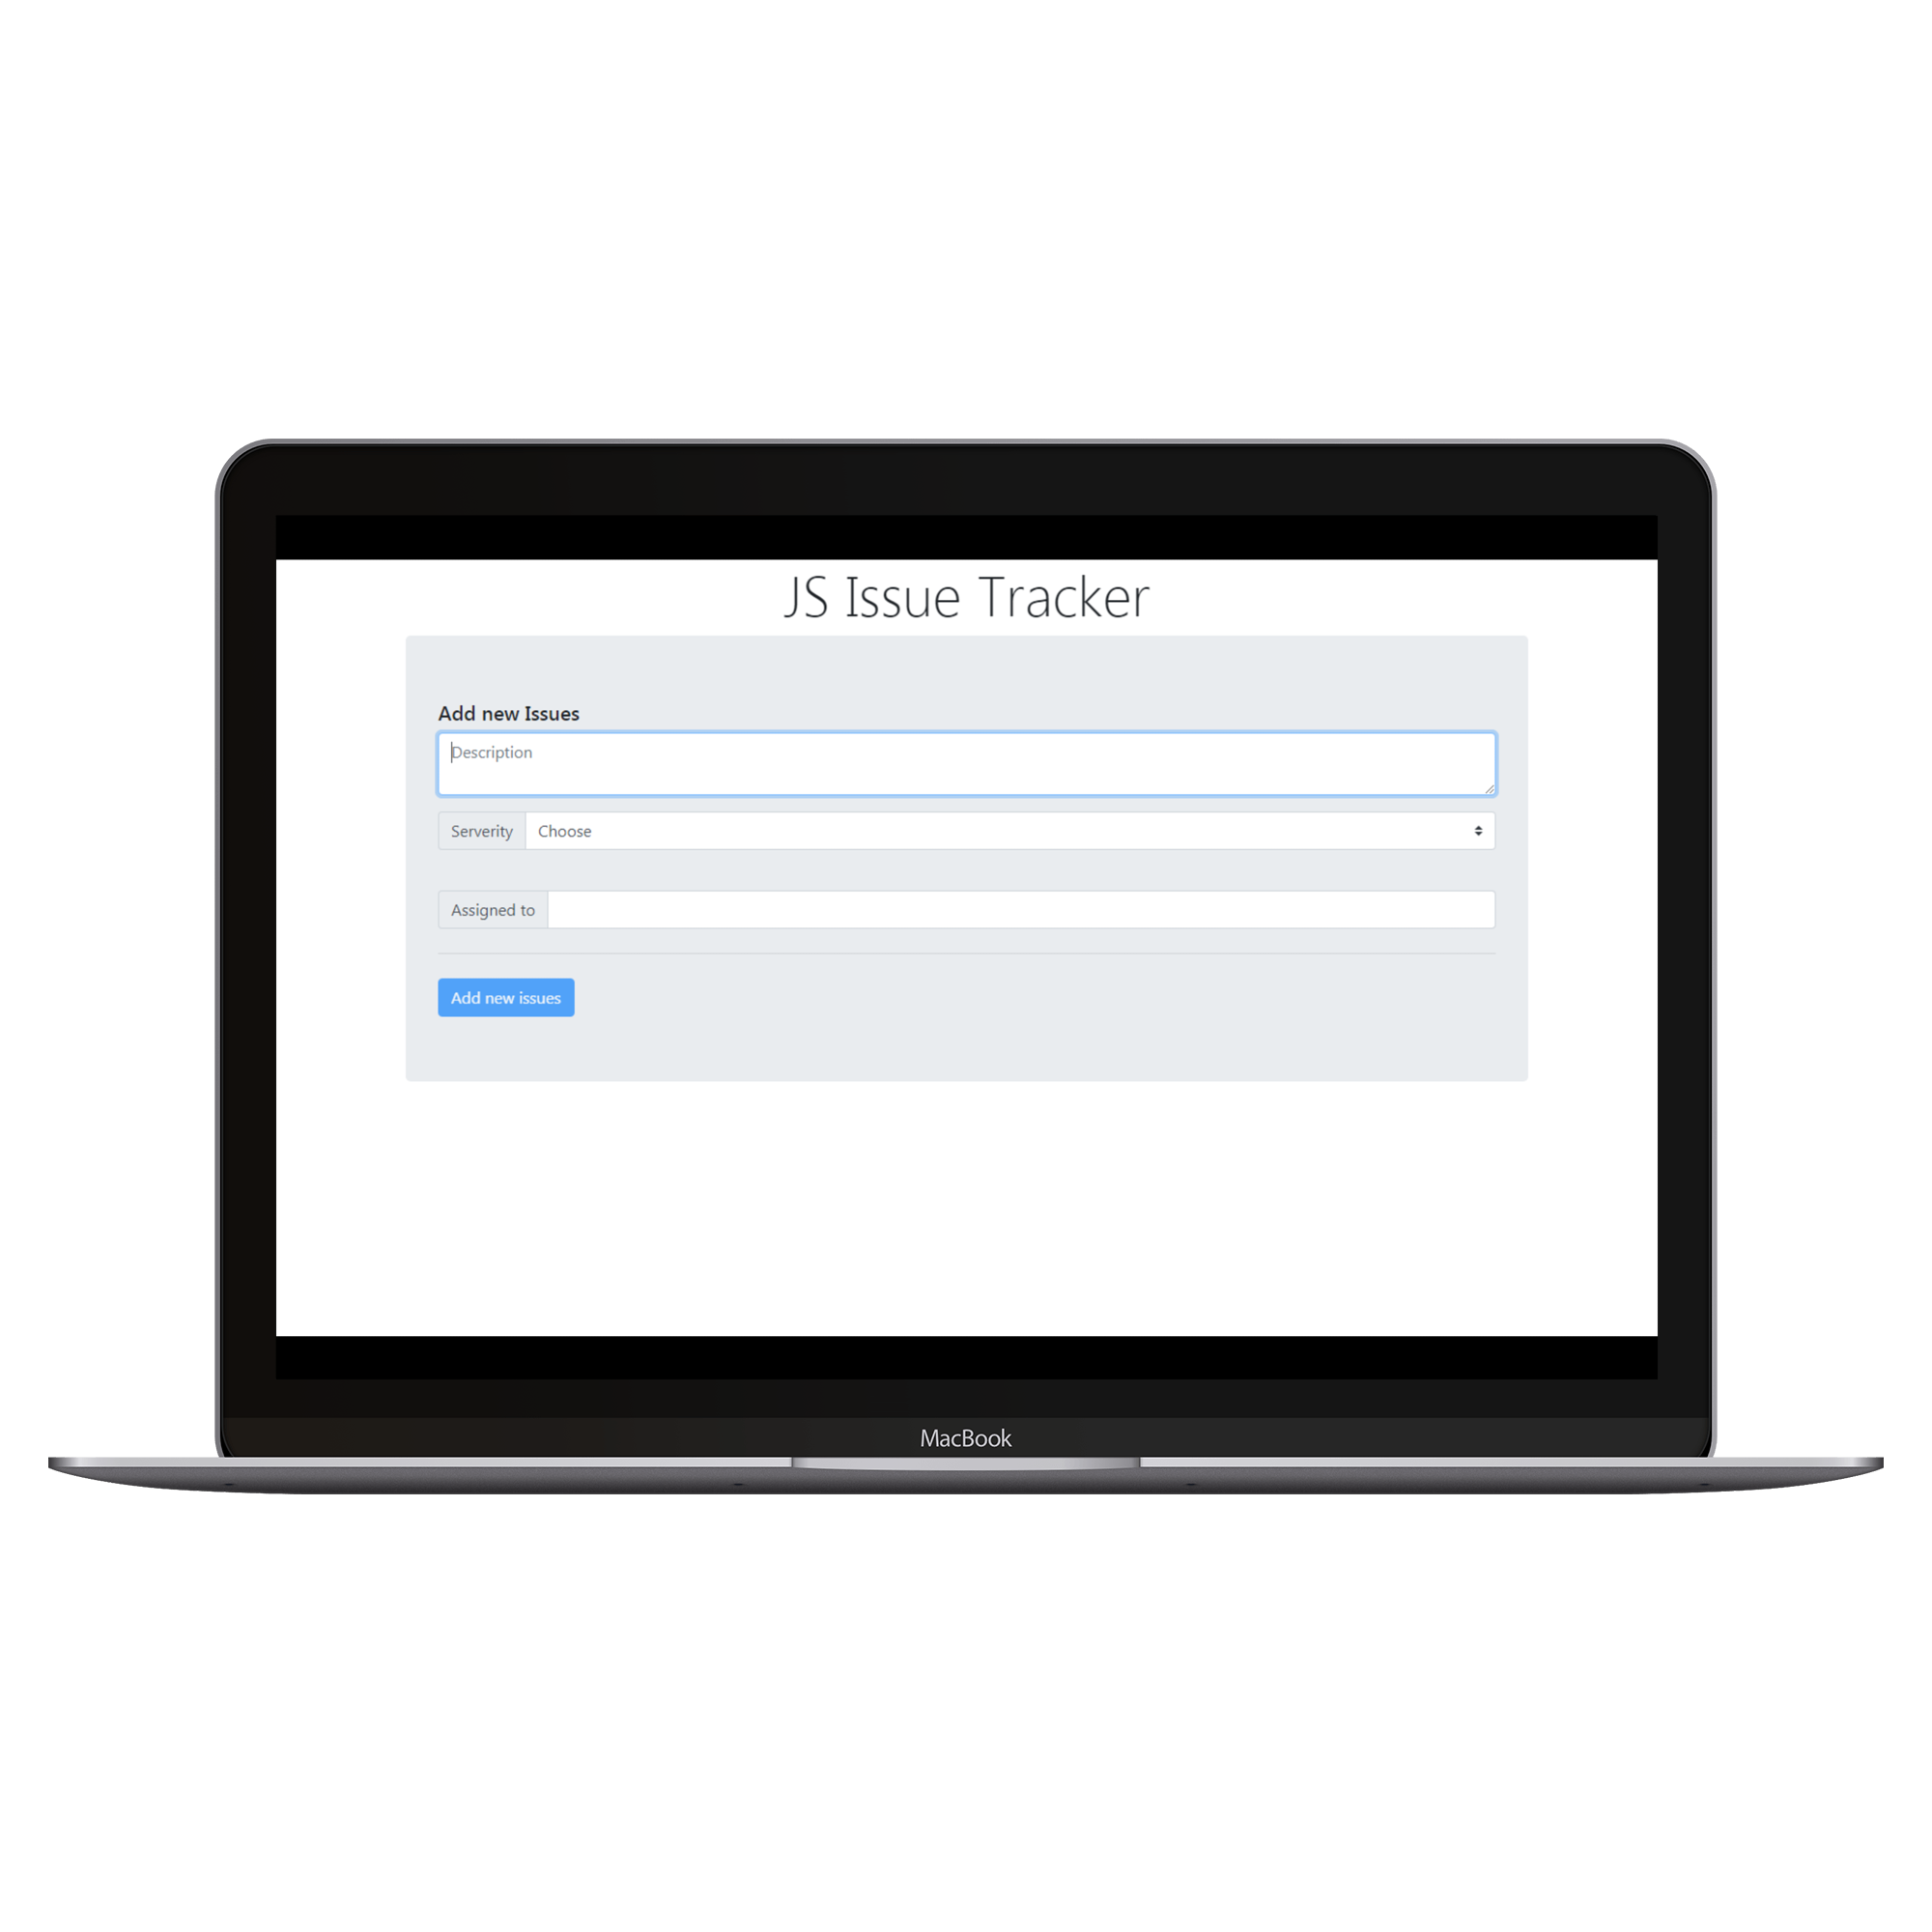 JS Issue Tracker
Add new Issues
Description
Serverity Choose
Assigned to
Add new issues
MacBook